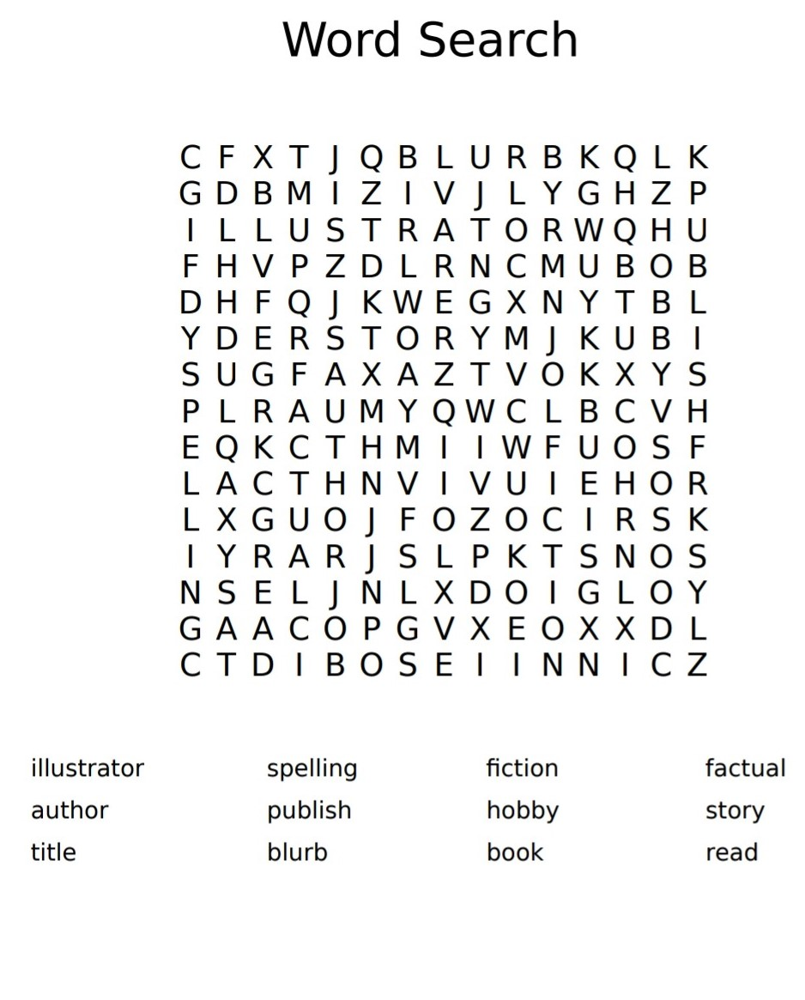 Word Search
C F X T J Q B L U R B K Q L K
G D B M I Z I V J L Y G H Z P
I L L U S T R A T O R W Q H U
F H V P Z D L R N C M U B O B
D H F Q J K W E G X N Y T B L
Y D E R S T O R Y M J K U B I
S U G F A X A Z T V O K X Y S
P L R A U M Y Q W C L B C V H
E Q K C T H M I I W F U O S F
L A C T H N V I V U I E H O R
L X G U O J F O Z O C I R S K
I Y R A R J S L P K T S N O S
N S E L J N L X D O I G L O Y
G A A C O P G V X E O X X D L
C T D I B O S E I I N N I C Z
illustrator spelling fiction factual
author publish hobby story
title blurb book read